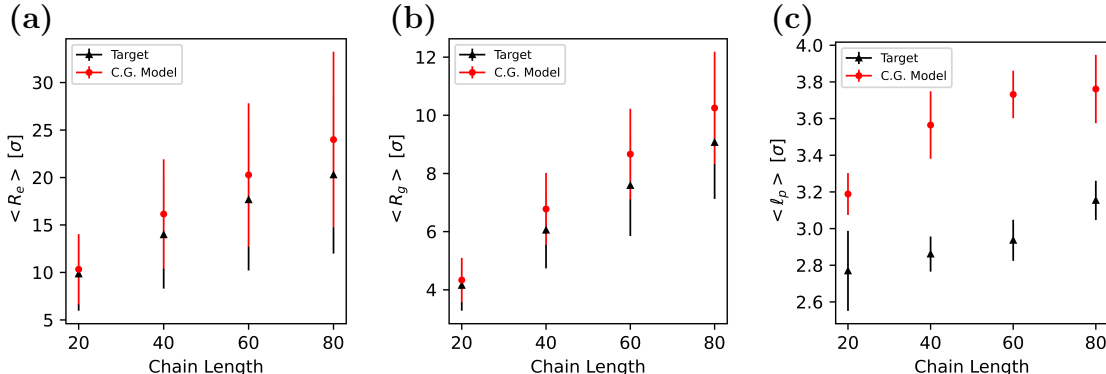 (a)
Target
C.G. Model
< R_e > [σ]
30
25
20
15
10
5
20 40 60 80
Chain Length
(b)
Target
C.G. Model
< R_g > [σ]
12
10
8
6
4
20 40 60 80
Chain Length
(c)
Target
C.G. Model
< ℓ_p > [σ]
4.0
3.8
3.6
3.4
3.2
3.0
2.8
2.6
20 40 60 80
Chain Length